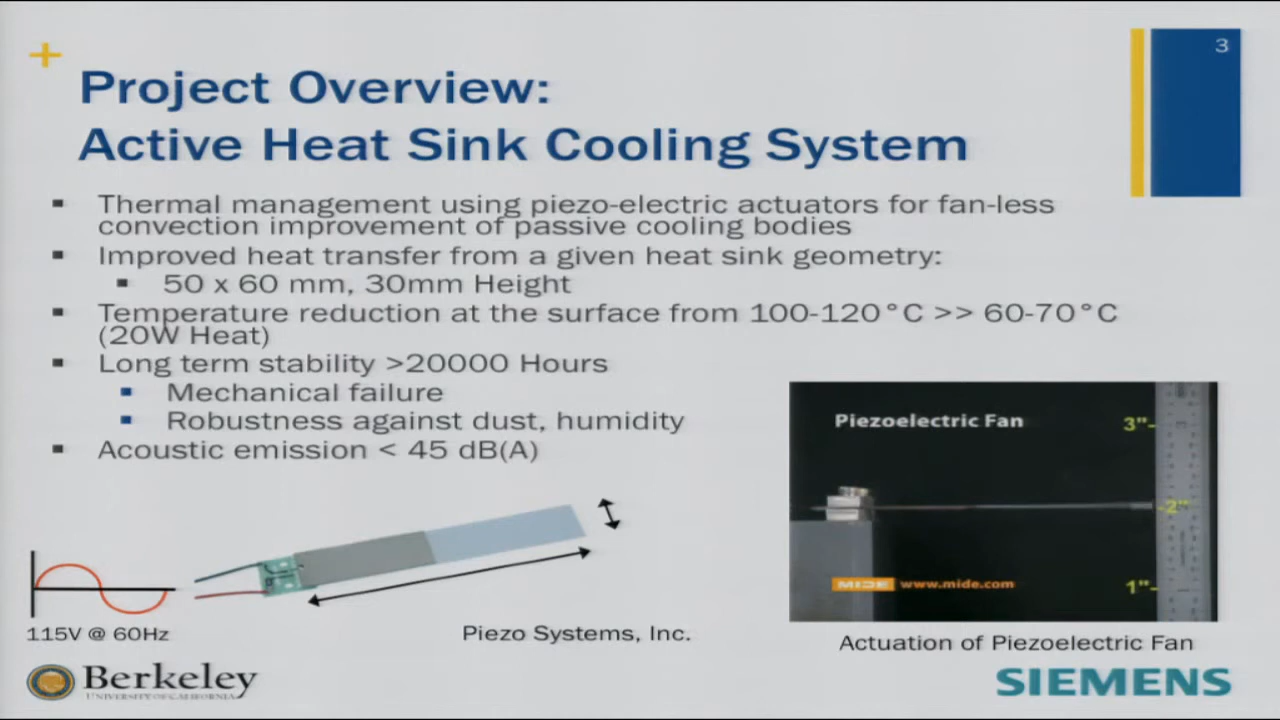 3
+
Project Overview:
Active Heat Sink Cooling System
Thermal management using piezo-electric actuators for fan-less
convection improvement of passive cooling bodies
Improved heat transfer from a given heat sink geometry:
50 x 60 mm, 30mm Height
Temperature reduction at the surface from 100-120°C >> 60-70°C
(20W Heat)
Long term stability >20000 Hours
Mechanical failure
Robustness against dust, humidity
Acoustic emission < 45 dB(A)
Piezoelectric Fan
3"-
-2"
1"-
MIDE www.mide.com
115V @ 60Hz
Piezo Systems, Inc.
Actuation of Piezoelectric Fan
Berkeley
UNIVERSITY OF CALIFORNIA
SIEMENS